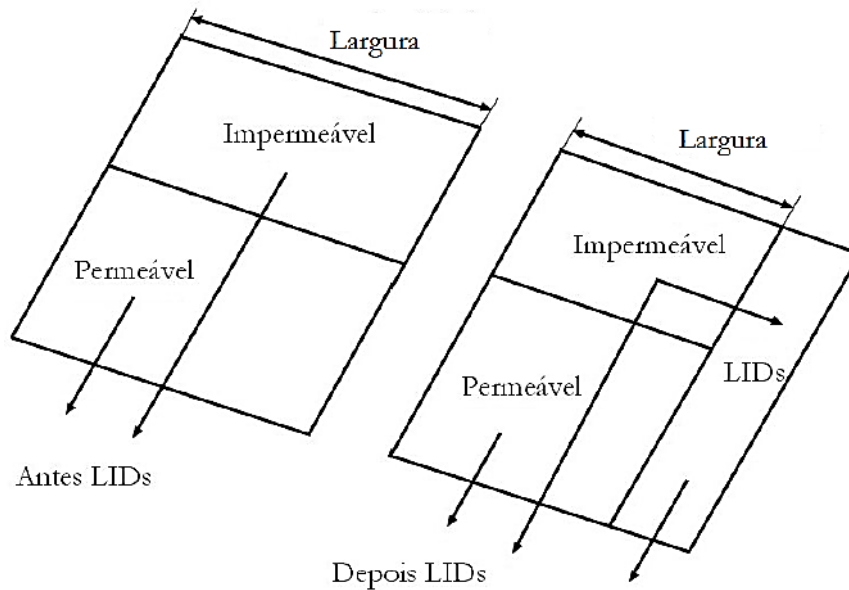 Largura
Impermeável
Permeável
Antes LIDs
Largura
Impermeável
LIDs
Permeável
Depois LIDs